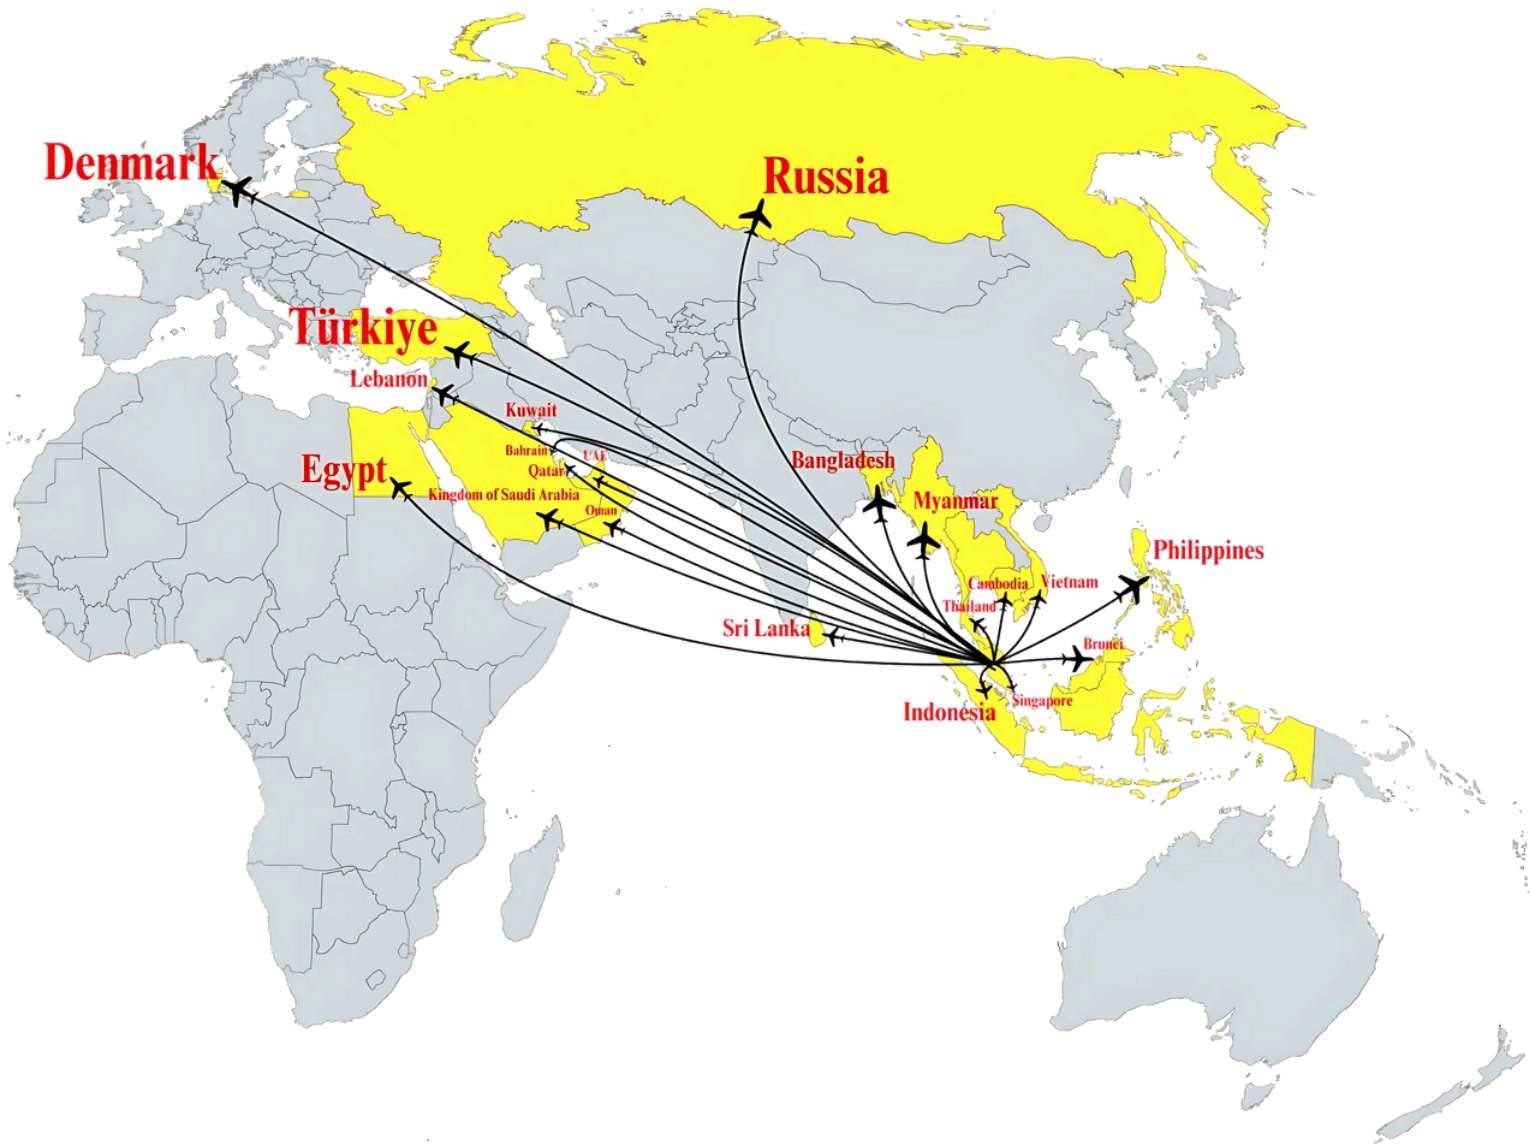 Denmark
Russia
Türkiye
Lebanon
Kuwait
Bahrain
UAE
Qatar
Egypt
Kingdom of Saudi Arabia
Oman
Bangladesh
Myanmar
Philippines
Cambodia
Vietnam
Thailand
Sri Lanka
Brunei
Singapore
Indonesia